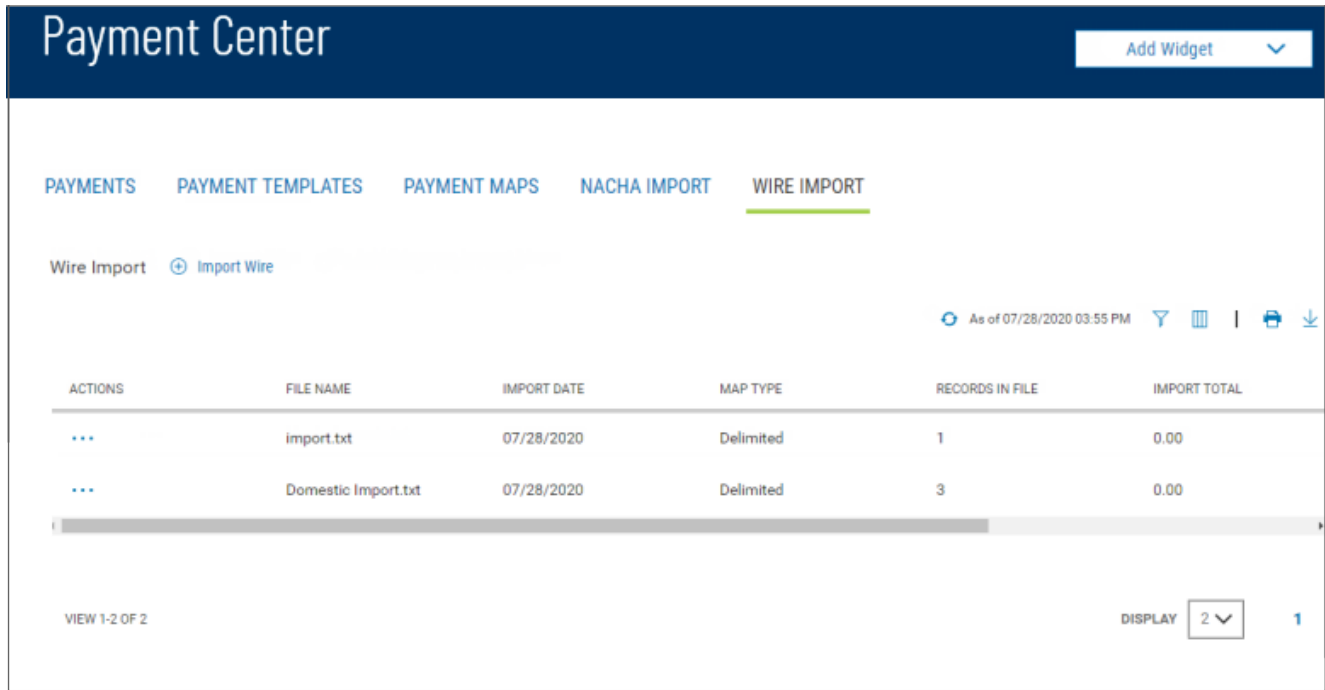 Payment Center
Add Widget
PAYMENTS PAYMENT TEMPLATES PAYMENT MAPS NACHA IMPORT WIRE IMPORT
Wire Import Import Wire
As of 07/28/2020 03:55 PM
ACTIONS FILE NAME IMPORT DATE MAP TYPE RECORDS IN FILE IMPORT TOTAL
... import.txt 07/28/2020 Delimited 1 0.00
... Domestic Import.txt 07/28/2020 Delimited 3 0.00
VIEW 1-2 OF 2 DISPLAY 2 1